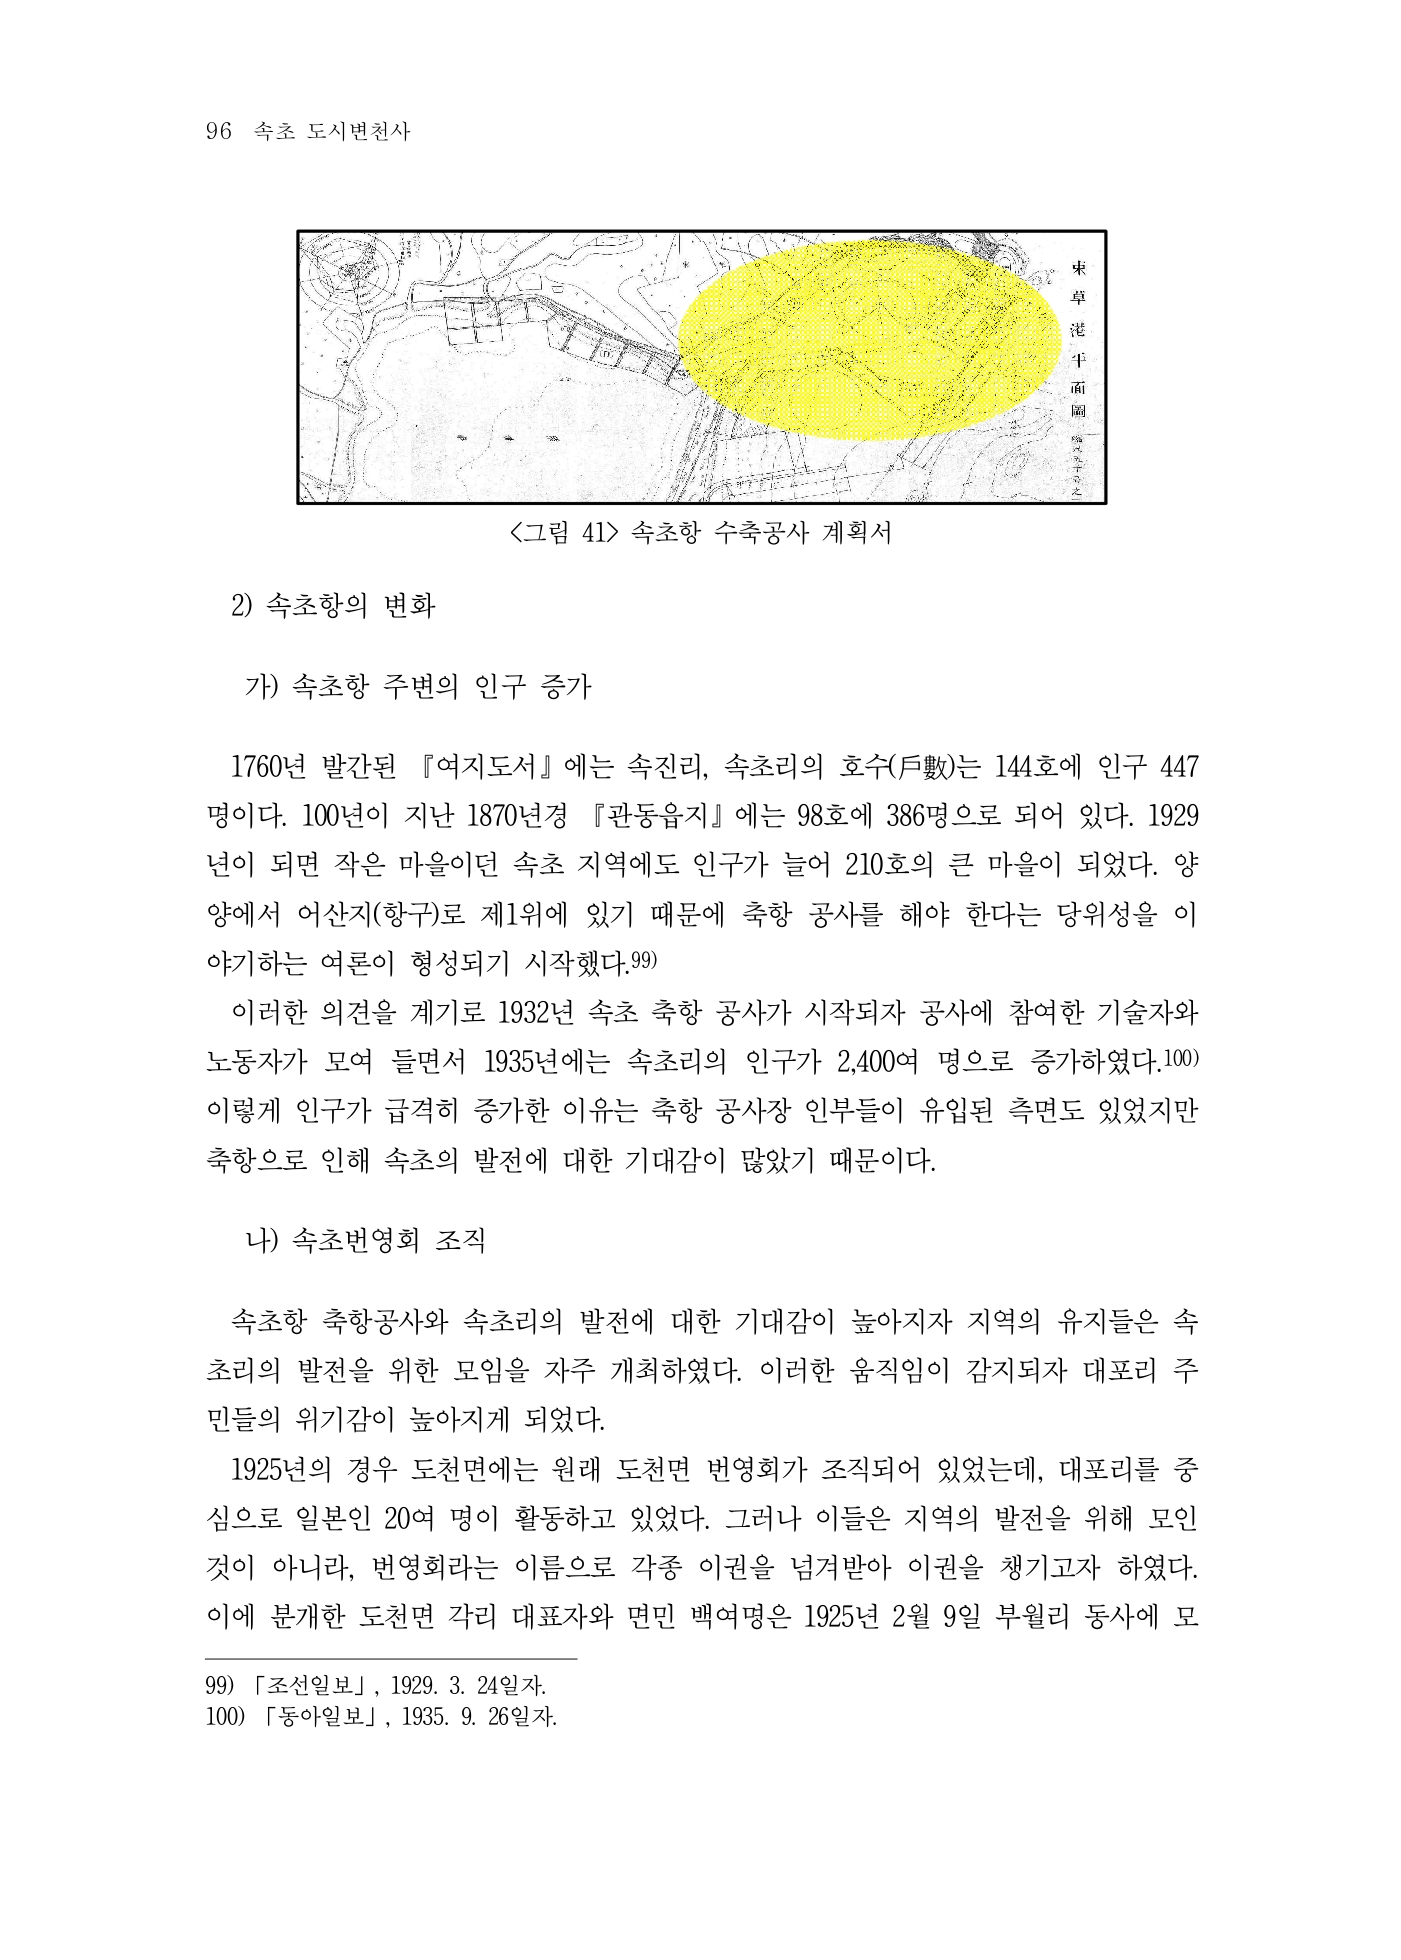 96 속초 도시변천사
束草港平面圖
<그림 41> 속초항 수축공사 계획서
2) 속초항의 변화
가) 속초항 주변의 인구 증가
1760년 발간된 『여지도서』에는 속진리, 속초리의 호수(戶數)는 144호에 인구 447
명이다. 100년이 지난 1870년경 『관동읍지』에는 98호에 386명으로 되어 있다. 1929
년이 되면 작은 마을이던 속초 지역에도 인구가 늘어 210호의 큰 마을이 되었다. 양
양에서 어산지(항구)로 제1위에 있기 때문에 축항 공사를 해야 한다는 당위성을 이
야기하는 여론이 형성되기 시작했다.99)
이러한 의견을 계기로 1932년 속초 축항 공사가 시작되자 공사에 참여한 기술자와
노동자가 모여 들면서 1935년에는 속초리의 인구가 2,400여 명으로 증가하였다.100)
이렇게 인구가 급격히 증가한 이유는 축항 공사장 인부들이 유입된 측면도 있었지만
축항으로 인해 속초의 발전에 대한 기대감이 많았기 때문이다.
나) 속초번영회 조직
속초항 축항공사와 속초리의 발전에 대한 기대감이 높아지자 지역의 유지들은 속
초리의 발전을 위한 모임을 자주 개최하였다. 이러한 움직임이 감지되자 대포리 주
민들의 위기감이 높아지게 되었다.
1925년의 경우 도천면에는 원래 도천면 번영회가 조직되어 있었는데, 대포리를 중
심으로 일본인 20여 명이 활동하고 있었다. 그러나 이들은 지역의 발전을 위해 모인
것이 아니라, 번영회라는 이름으로 각종 이권을 넘겨받아 이권을 챙기고자 하였다.
이에 분개한 도천면 각리 대표자와 면민 백여명은 1925년 2월 9일 부월리 동사에 모
99) 「조선일보」, 1929. 3. 24일자.
100) 「동아일보」, 1935. 9. 26일자.